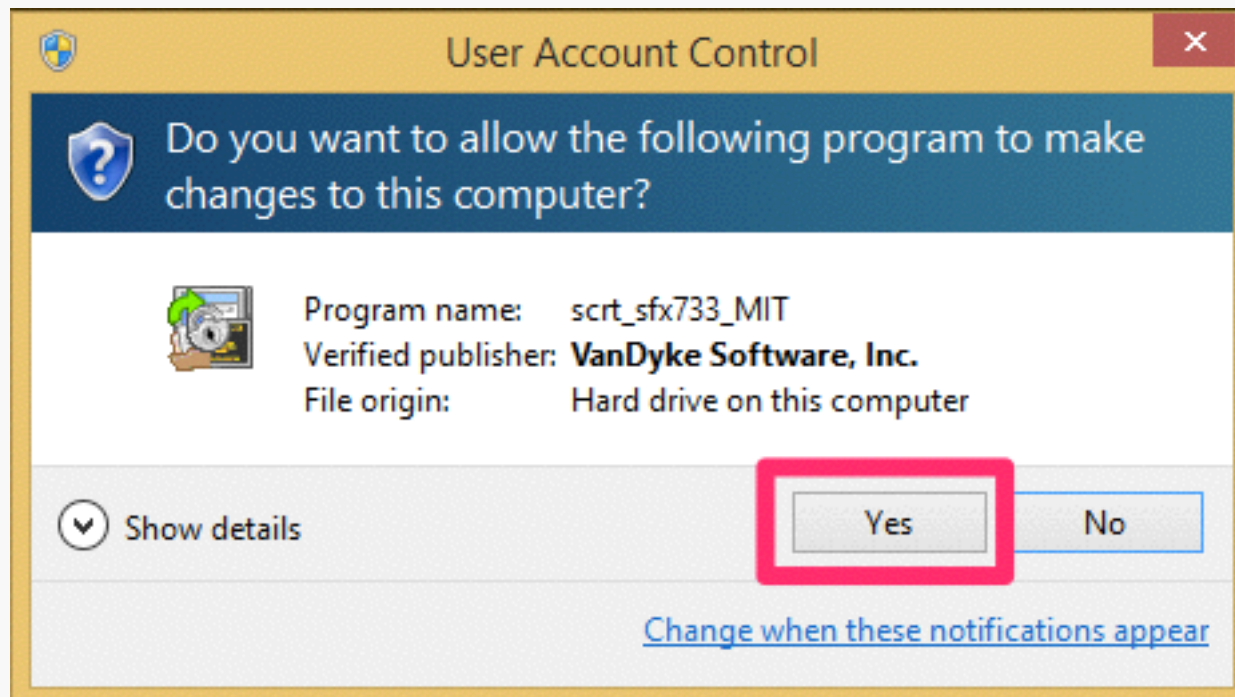 User Account Control
Do you want to allow the following program to make
changes to this computer?
Program name: scrt_sfx733_MIT
Verified publisher: VanDyke Software, Inc.
File origin: Hard drive on this computer
Show details
Yes
No
Change when these notifications appear